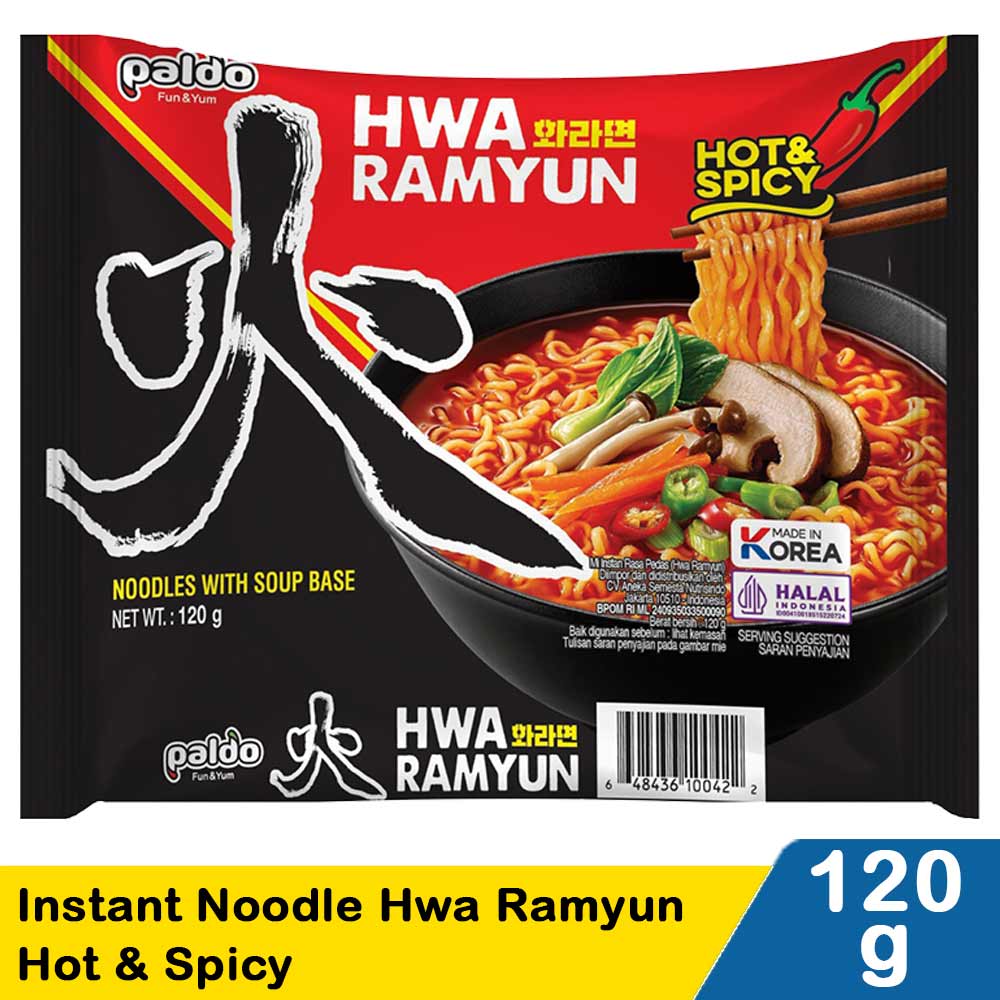 paldo
Fun & Yum
HWA 화라면
RAMYUN
HOT&
SPICY
火
MADE IN
KOREA
HALAL
INDONESIA
ID00410018515220724
Mi Instan Rasa Pedas (Hwa Ramyun)
Diimpor dan didistribusikan oleh:
CV Aneka Semesta Nutrisindo
Jakarta 10510 - Indonesia
BPOM RI ML 240935033500090
Berat bersih : 120 g
Baik digunakan sebelum : lihat kemasan
Tulisan saran penyajian pada gambar mie
SERVING SUGGESTION
SARAN PENYAJIAN
NOODLES WITH SOUP BASE
NET WT. : 120 g
paldo
Fun & Yum
火
HWA 화라면
RAMYUN
6 48436 10042 2
Instant Noodle Hwa Ramyun
Hot & Spicy
120
g